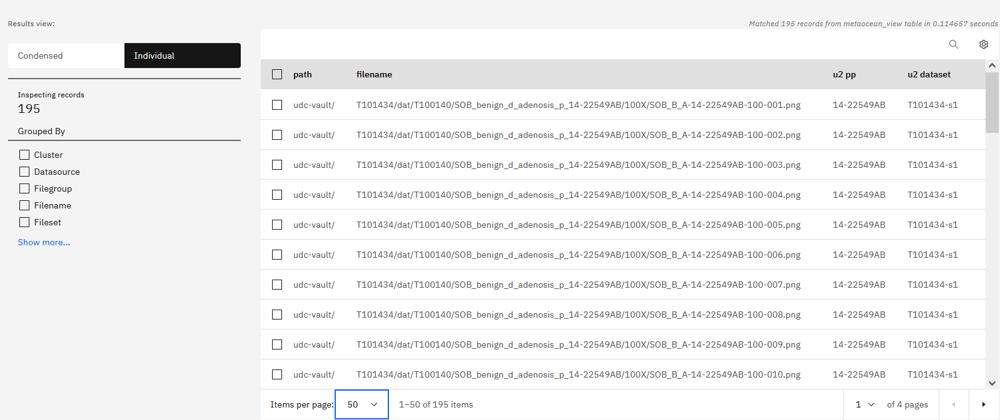 Results view:
Matched 195 records from metaocean_view table in 0.114657 seconds
Condensed Individual
Inspecting records
195
Grouped By
Cluster
Datasource
Filegroup
Filename
Fileset
Show more...
path filename u2 pp u2 dataset
udc-vault/ T101434/dat/T100140/SOB_benign_d_adenosis_p_14-22549AB/100X/SOB_B_A-14-22549AB-100-001.png 14-22549AB T101434-s1
udc-vault/ T101434/dat/T100140/SOB_benign_d_adenosis_p_14-22549AB/100X/SOB_B_A-14-22549AB-100-002.png 14-22549AB T101434-s1
udc-vault/ T101434/dat/T100140/SOB_benign_d_adenosis_p_14-22549AB/100X/SOB_B_A-14-22549AB-100-003.png 14-22549AB T101434-s1
udc-vault/ T101434/dat/T100140/SOB_benign_d_adenosis_p_14-22549AB/100X/SOB_B_A-14-22549AB-100-004.png 14-22549AB T101434-s1
udc-vault/ T101434/dat/T100140/SOB_benign_d_adenosis_p_14-22549AB/100X/SOB_B_A-14-22549AB-100-005.png 14-22549AB T101434-s1
udc-vault/ T101434/dat/T100140/SOB_benign_d_adenosis_p_14-22549AB/100X/SOB_B_A-14-22549AB-100-006.png 14-22549AB T101434-s1
udc-vault/ T101434/dat/T100140/SOB_benign_d_adenosis_p_14-22549AB/100X/SOB_B_A-14-22549AB-100-007.png 14-22549AB T101434-s1
udc-vault/ T101434/dat/T100140/SOB_benign_d_adenosis_p_14-22549AB/100X/SOB_B_A-14-22549AB-100-008.png 14-22549AB T101434-s1
udc-vault/ T101434/dat/T100140/SOB_benign_d_adenosis_p_14-22549AB/100X/SOB_B_A-14-22549AB-100-009.png 14-22549AB T101434-s1
udc-vault/ T101434/dat/T100140/SOB_benign_d_adenosis_p_14-22549AB/100X/SOB_B_A-14-22549AB-100-010.png 14-22549AB T101434-s1
Items per page: 50 1–50 of 195 items 1 of 4 pages